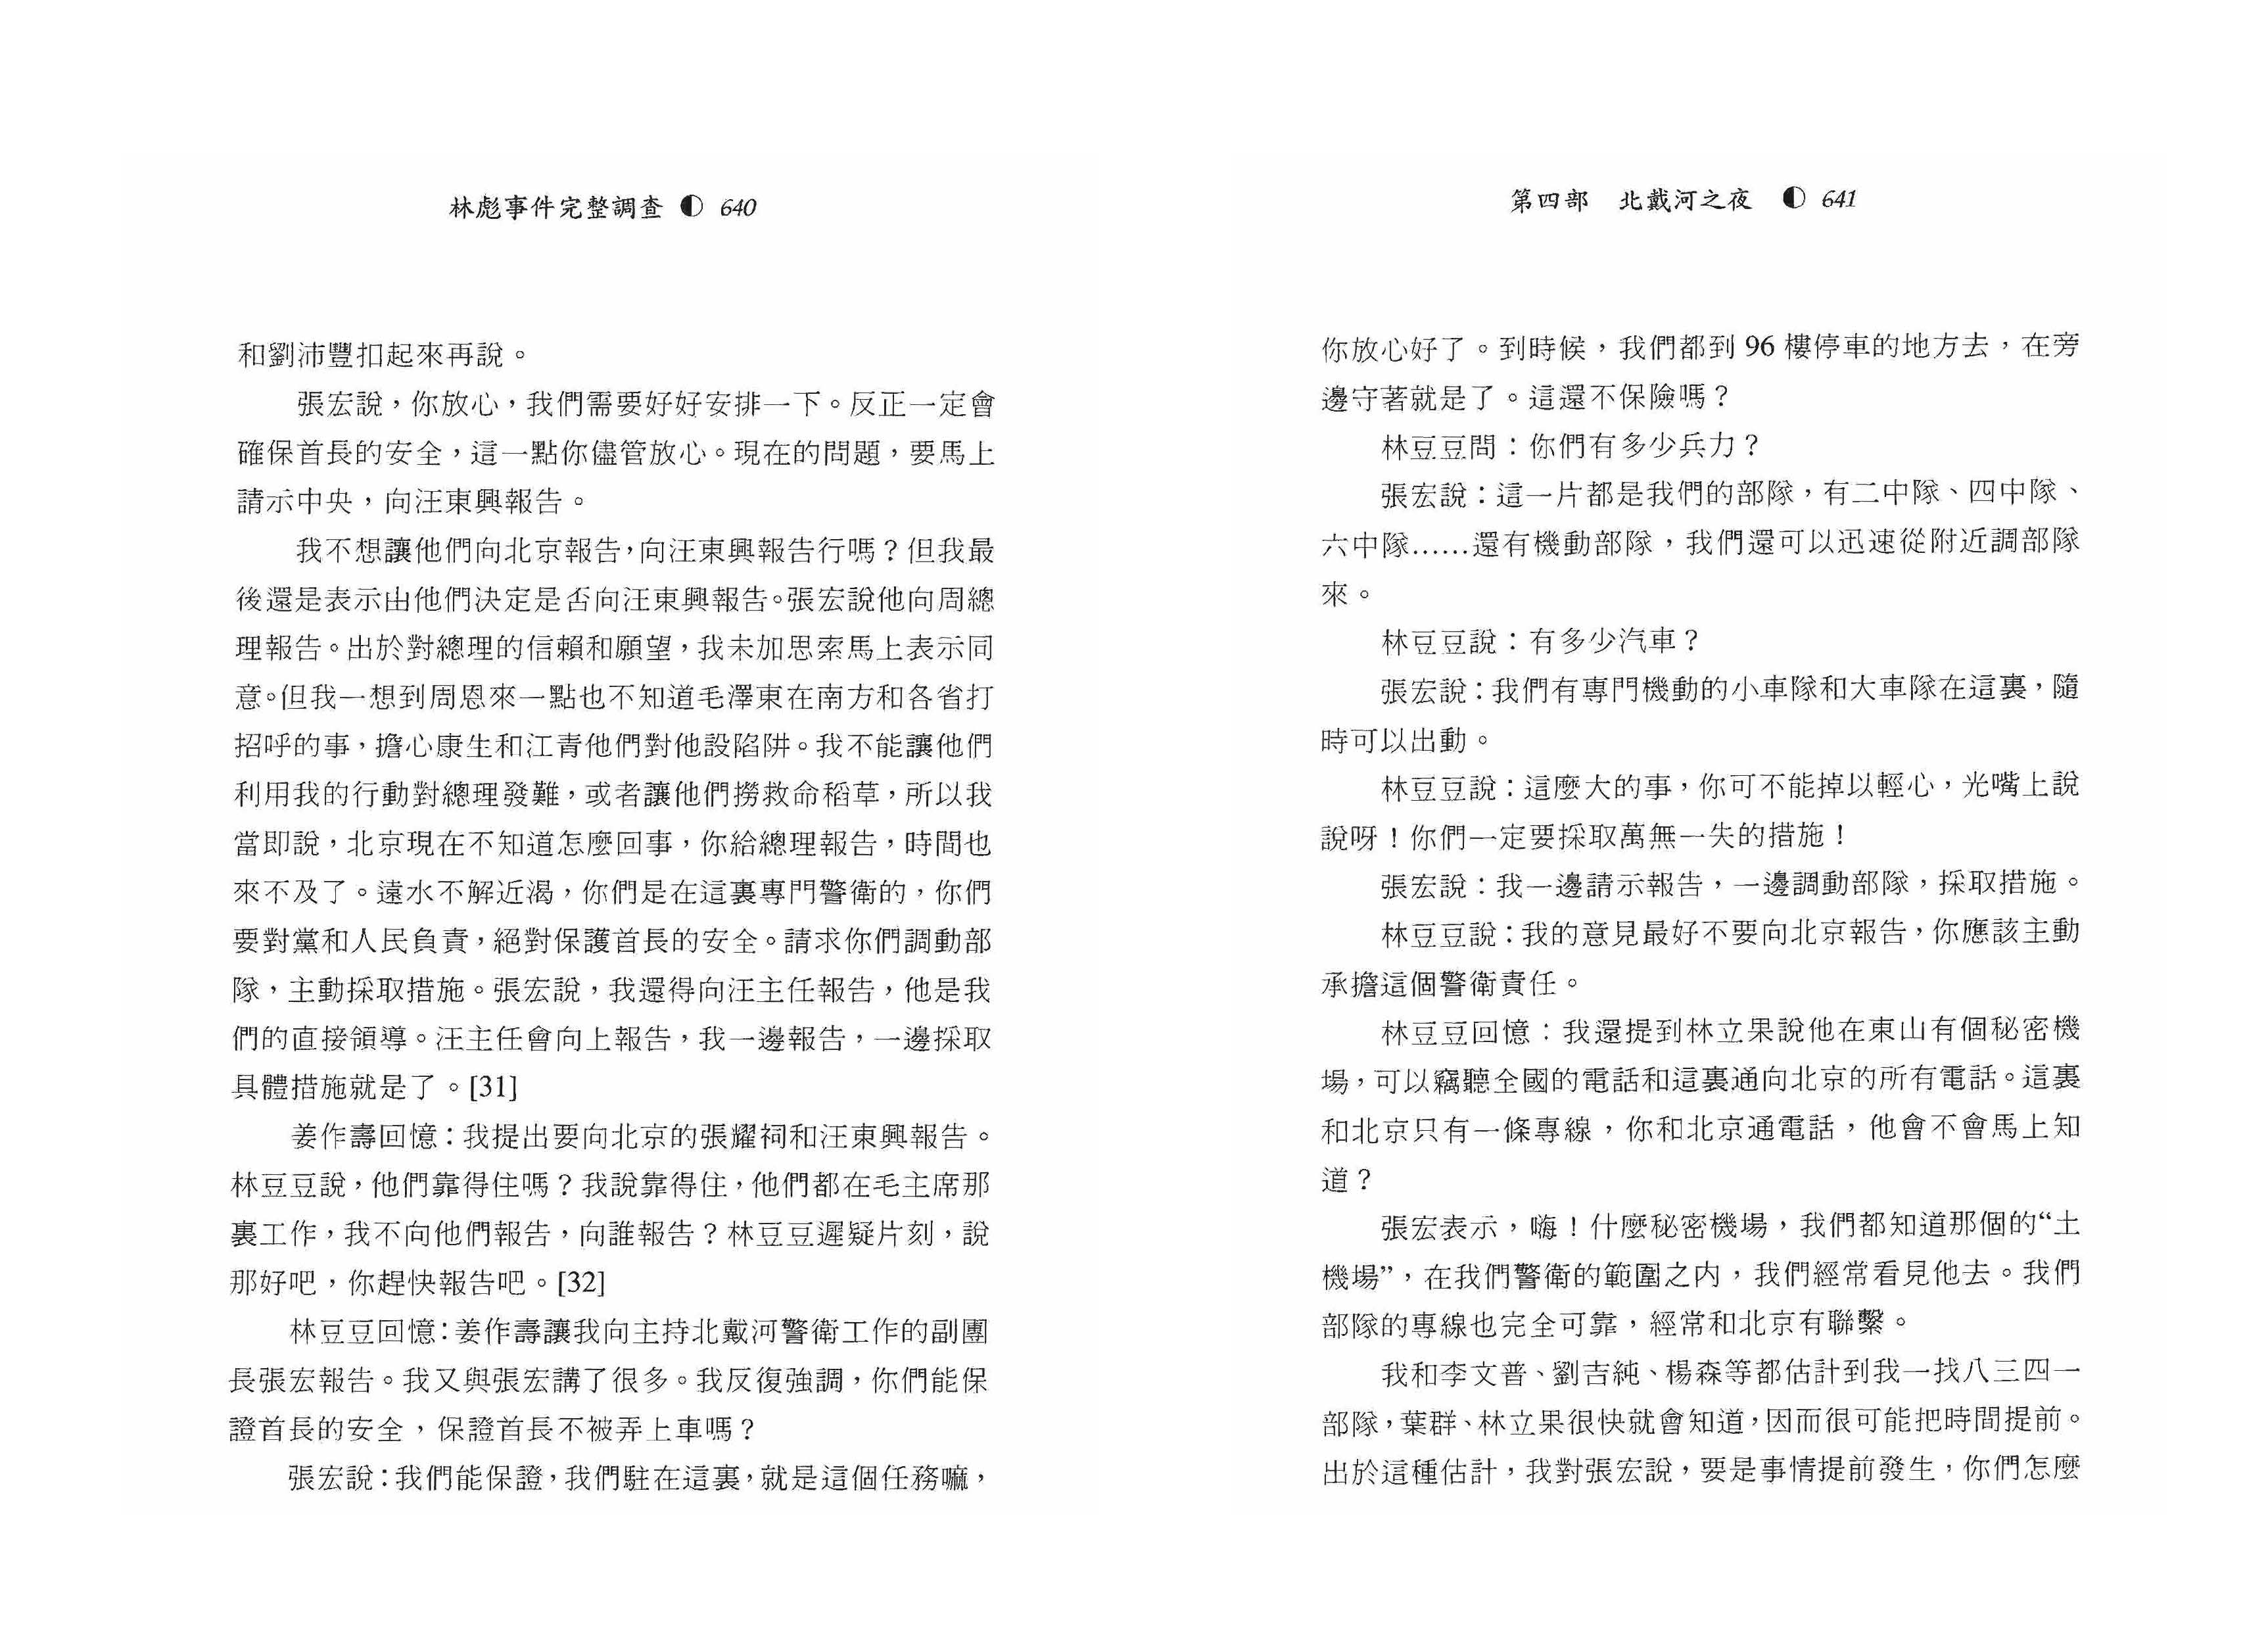 林彪事件完整調查 ◐ 640
和劉沛豐扣起來再說。
張宏說，你放心，我們需要好好安排一下。反正一定會
確保首長的安全，這一點你儘管放心。現在的問題，要馬上
請示中央，向汪東興報告。
我不想讓他們向北京報告，向汪東興報告行嗎？但我最
後還是表示由他們決定是否向汪東興報告。張宏說他向周總
理報告。出於對總理的信賴和願望，我未加思索馬上表示同
意。但我一想到周恩來一點也不知道毛澤東在南方和各省打
招呼的事，擔心康生和江青他們對他設陷阱。我不能讓他們
利用我的行動對總理發難，或者讓他們撈救命稻草，所以我
當即說，北京現在不知道怎麼回事，你給總理報告，時間也
來不及了。遠水不解近渴，你們是在這裏專門警衛的，你們
要對黨和人民負責，絕對保護首長的安全。請求你們調動部
隊，主動採取措施。張宏說，我還得向汪主任報告，他是我
們的直接領導。汪主任會向上報告，我一邊報告，一邊採取
具體措施就是了。[31]
姜作壽回憶：我提出要向北京的張耀祠和汪東興報告。
林豆豆說，他們靠得住嗎？我說靠得住，他們都在毛主席那
裏工作，我不向他們報告，向誰報告？林豆豆遲疑片刻，說
那好吧，你趕快報告吧。[32]
林豆豆回憶：姜作壽讓我向主持北戴河警衛工作的副團
長張宏報告。我又與張宏講了很多。我反復強調，你們能保
證首長的安全，保證首長不被弄上車嗎？
張宏說：我們能保證，我們駐在這裏，就是這個任務嘛，
第四部　北戴河之夜 ◐ 641
你放心好了。到時候，我們都到 96 樓停車的地方去，在旁
邊守著就是了。這還不保險嗎？
林豆豆問：你們有多少兵力？
張宏說：這一片都是我們的部隊，有二中隊、四中隊、
六中隊……還有機動部隊，我們還可以迅速從附近調部隊
來。
林豆豆說：有多少汽車？
張宏說：我們有專門機動的小車隊和大車隊在這裏，隨
時可以出動。
林豆豆說：這麼大的事，你可不能掉以輕心，光嘴上說
說呀！你們一定要採取萬無一失的措施！
張宏說：我一邊請示報告，一邊調動部隊，採取措施。
林豆豆說：我的意見最好不要向北京報告，你應該主動
承擔這個警衛責任。
林豆豆回憶：我還提到林立果說他在東山有個秘密機
場，可以竊聽全國的電話和這裏通向北京的所有電話。這裏
和北京只有一條專線，你和北京通電話，他會不會馬上知
道？
張宏表示，嗨！什麼秘密機場，我們都知道那個的“土
機場”，在我們警衛的範圍之內，我們經常看見他去。我們
部隊的專線也完全可靠，經常和北京有聯繫。
我和李文普、劉吉純、楊森等都估計到我一找八三四一
部隊，葉群、林立果很快就會知道，因而很可能把時間提前。
出於這種估計，我對張宏說，要是事情提前發生，你們怎麼